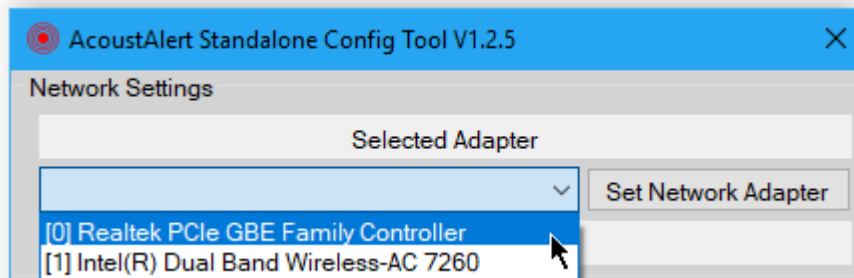 AcoustAlert Standalone Config Tool V1.2.5
Network Settings
Selected Adapter
Set Network Adapter
[0] Realtek PCIe GBE Family Controller
[1] Intel(R) Dual Band Wireless-AC 7260